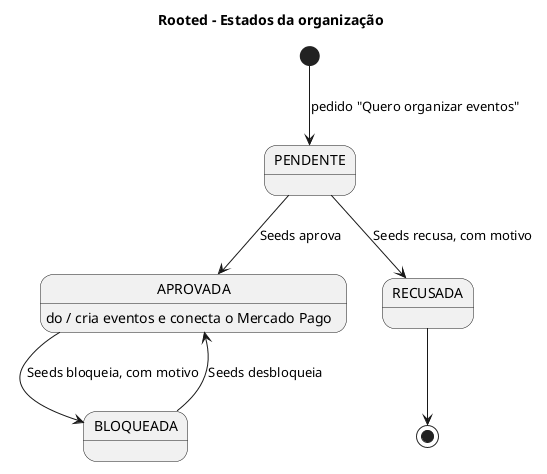 Rooted - Estados da organização
pedido "Quero organizar eventos"
PENDENTE
Seeds aprova
Seeds recusa, com motivo
APROVADA
do / cria eventos e conecta o Mercado Pago
RECUSADA
Seeds bloqueia, com motivo
Seeds desbloqueia
BLOQUEADA